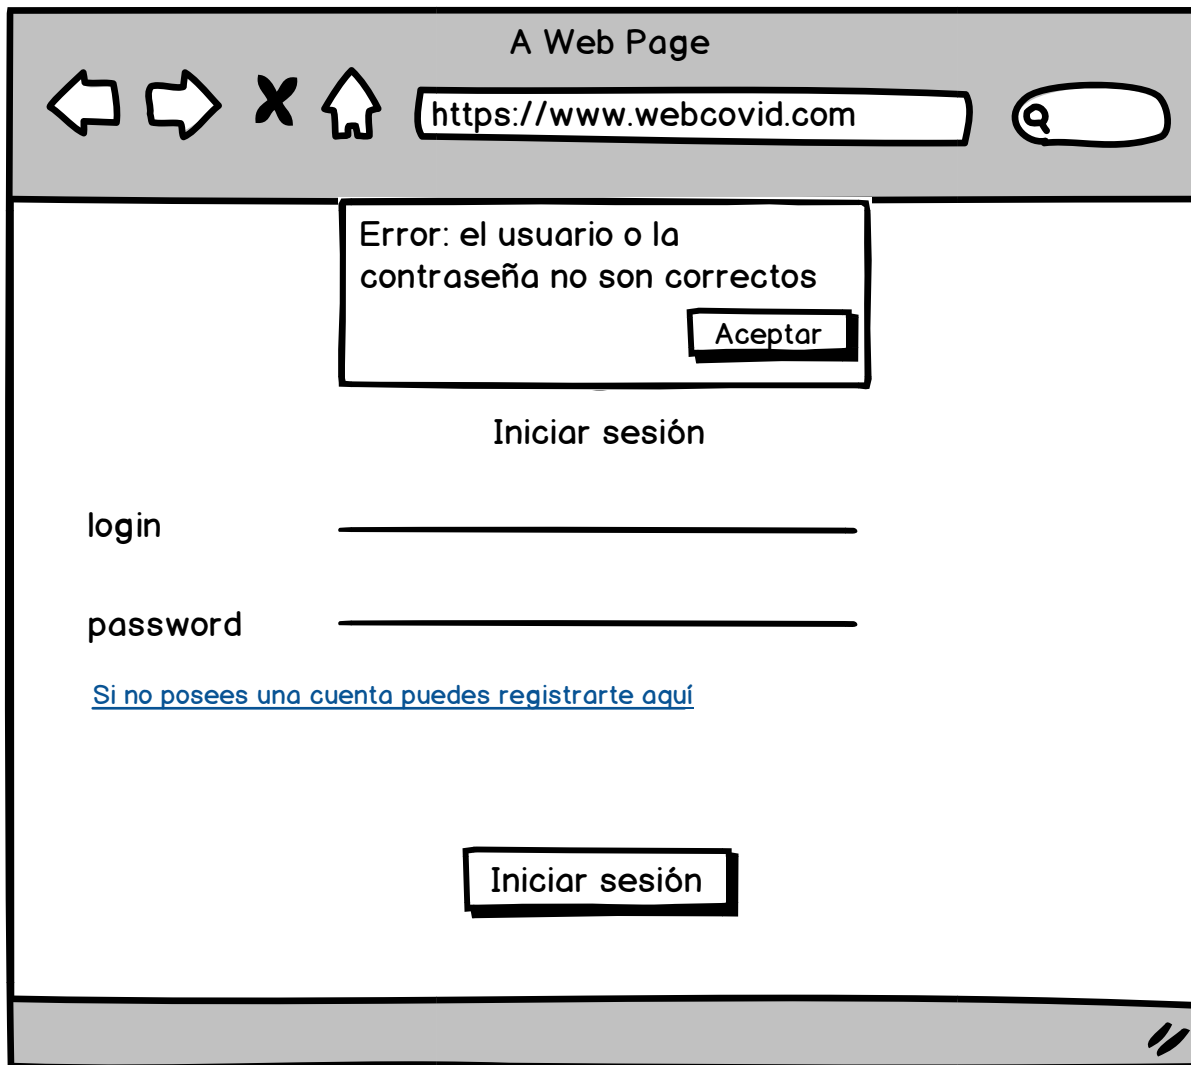 A Web Page
https://www.webcovid.com
Error: el usuario o la
contraseña no son correctos
Aceptar
Iniciar sesión
login
password
Si no posees una cuenta puedes registrarte aquí
Iniciar sesión